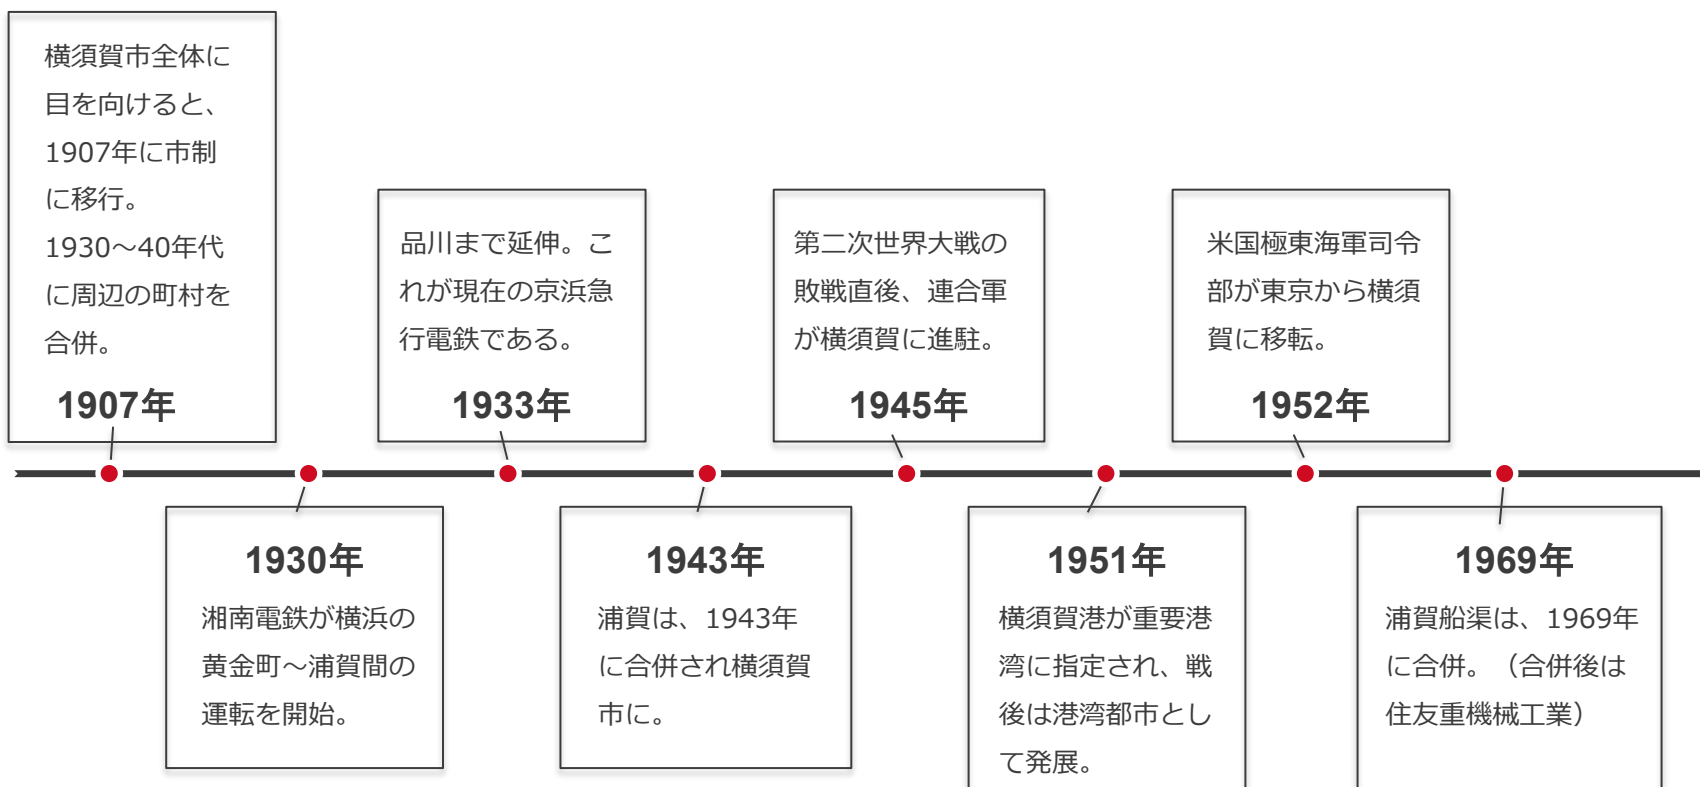 横須賀市全体に
目を向けると、
1907年に市制
に移行。
1930～40年代
に周辺の町村を
合併。
1907年
1930年
湘南電鉄が横浜の
黄金町～浦賀間の
運転を開始。
品川まで延伸。こ
れが現在の京浜急
行電鉄である。
1933年
1943年
浦賀は、1943年
に合併され横須賀
市に。
第二次世界大戦の
敗戦直後、連合軍
が横須賀に進駐。
1945年
1951年
横須賀港が重要港
湾に指定され、戦
後は港湾都市とし
て発展。
米国極東海軍司令
部が東京から横須
賀に移転。
1952年
1969年
浦賀船渠は、1969年
に合併。（合併後は
住友重機械工業）